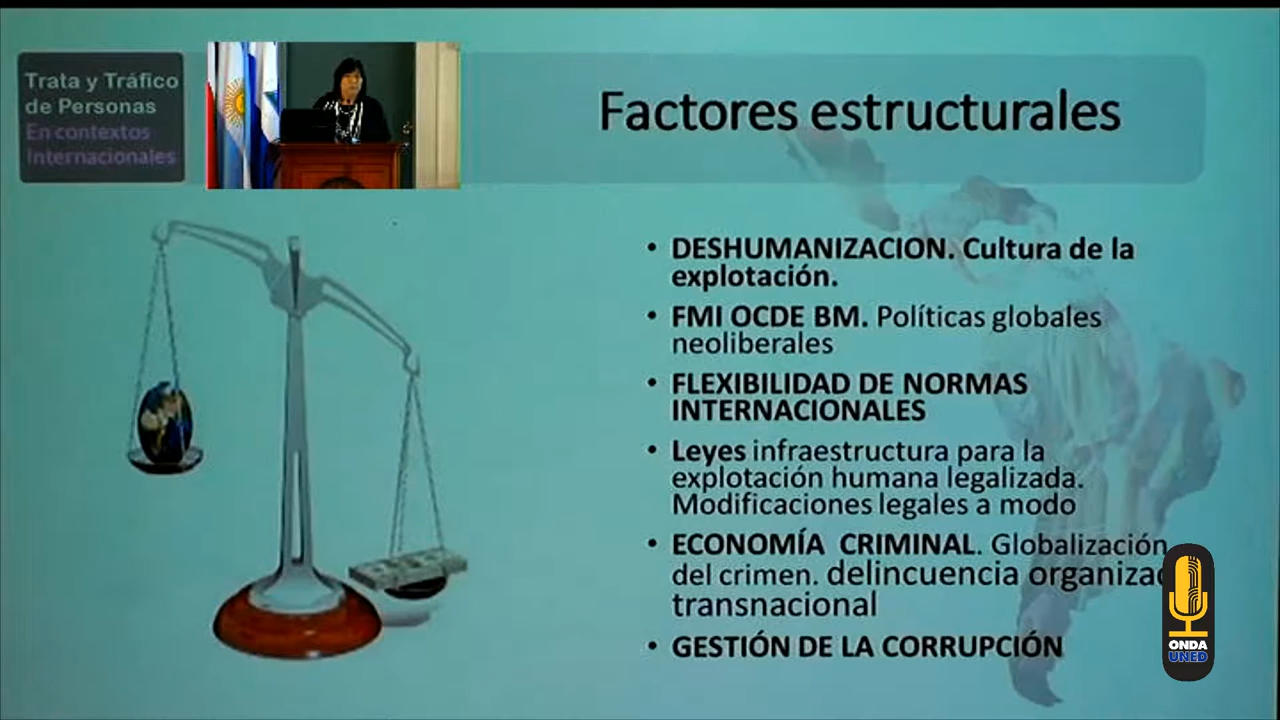 Trata y Tráfico
de Personas
En contextos
Internacionales
Factores estructurales
• DESHUMANIZACION. Cultura de la
explotación.
• FMI OCDE BM. Políticas globales
neoliberales
• FLEXIBILIDAD DE NORMAS
INTERNACIONALES
• Leyes infraestructura para la
explotación humana legalizada.
Modificaciones legales a modo
• ECONOMÍA CRIMINAL. Globalización
del crimen. delincuencia organizac
transnacional
• GESTIÓN DE LA CORRUPCIÓN
ONDA
UNED